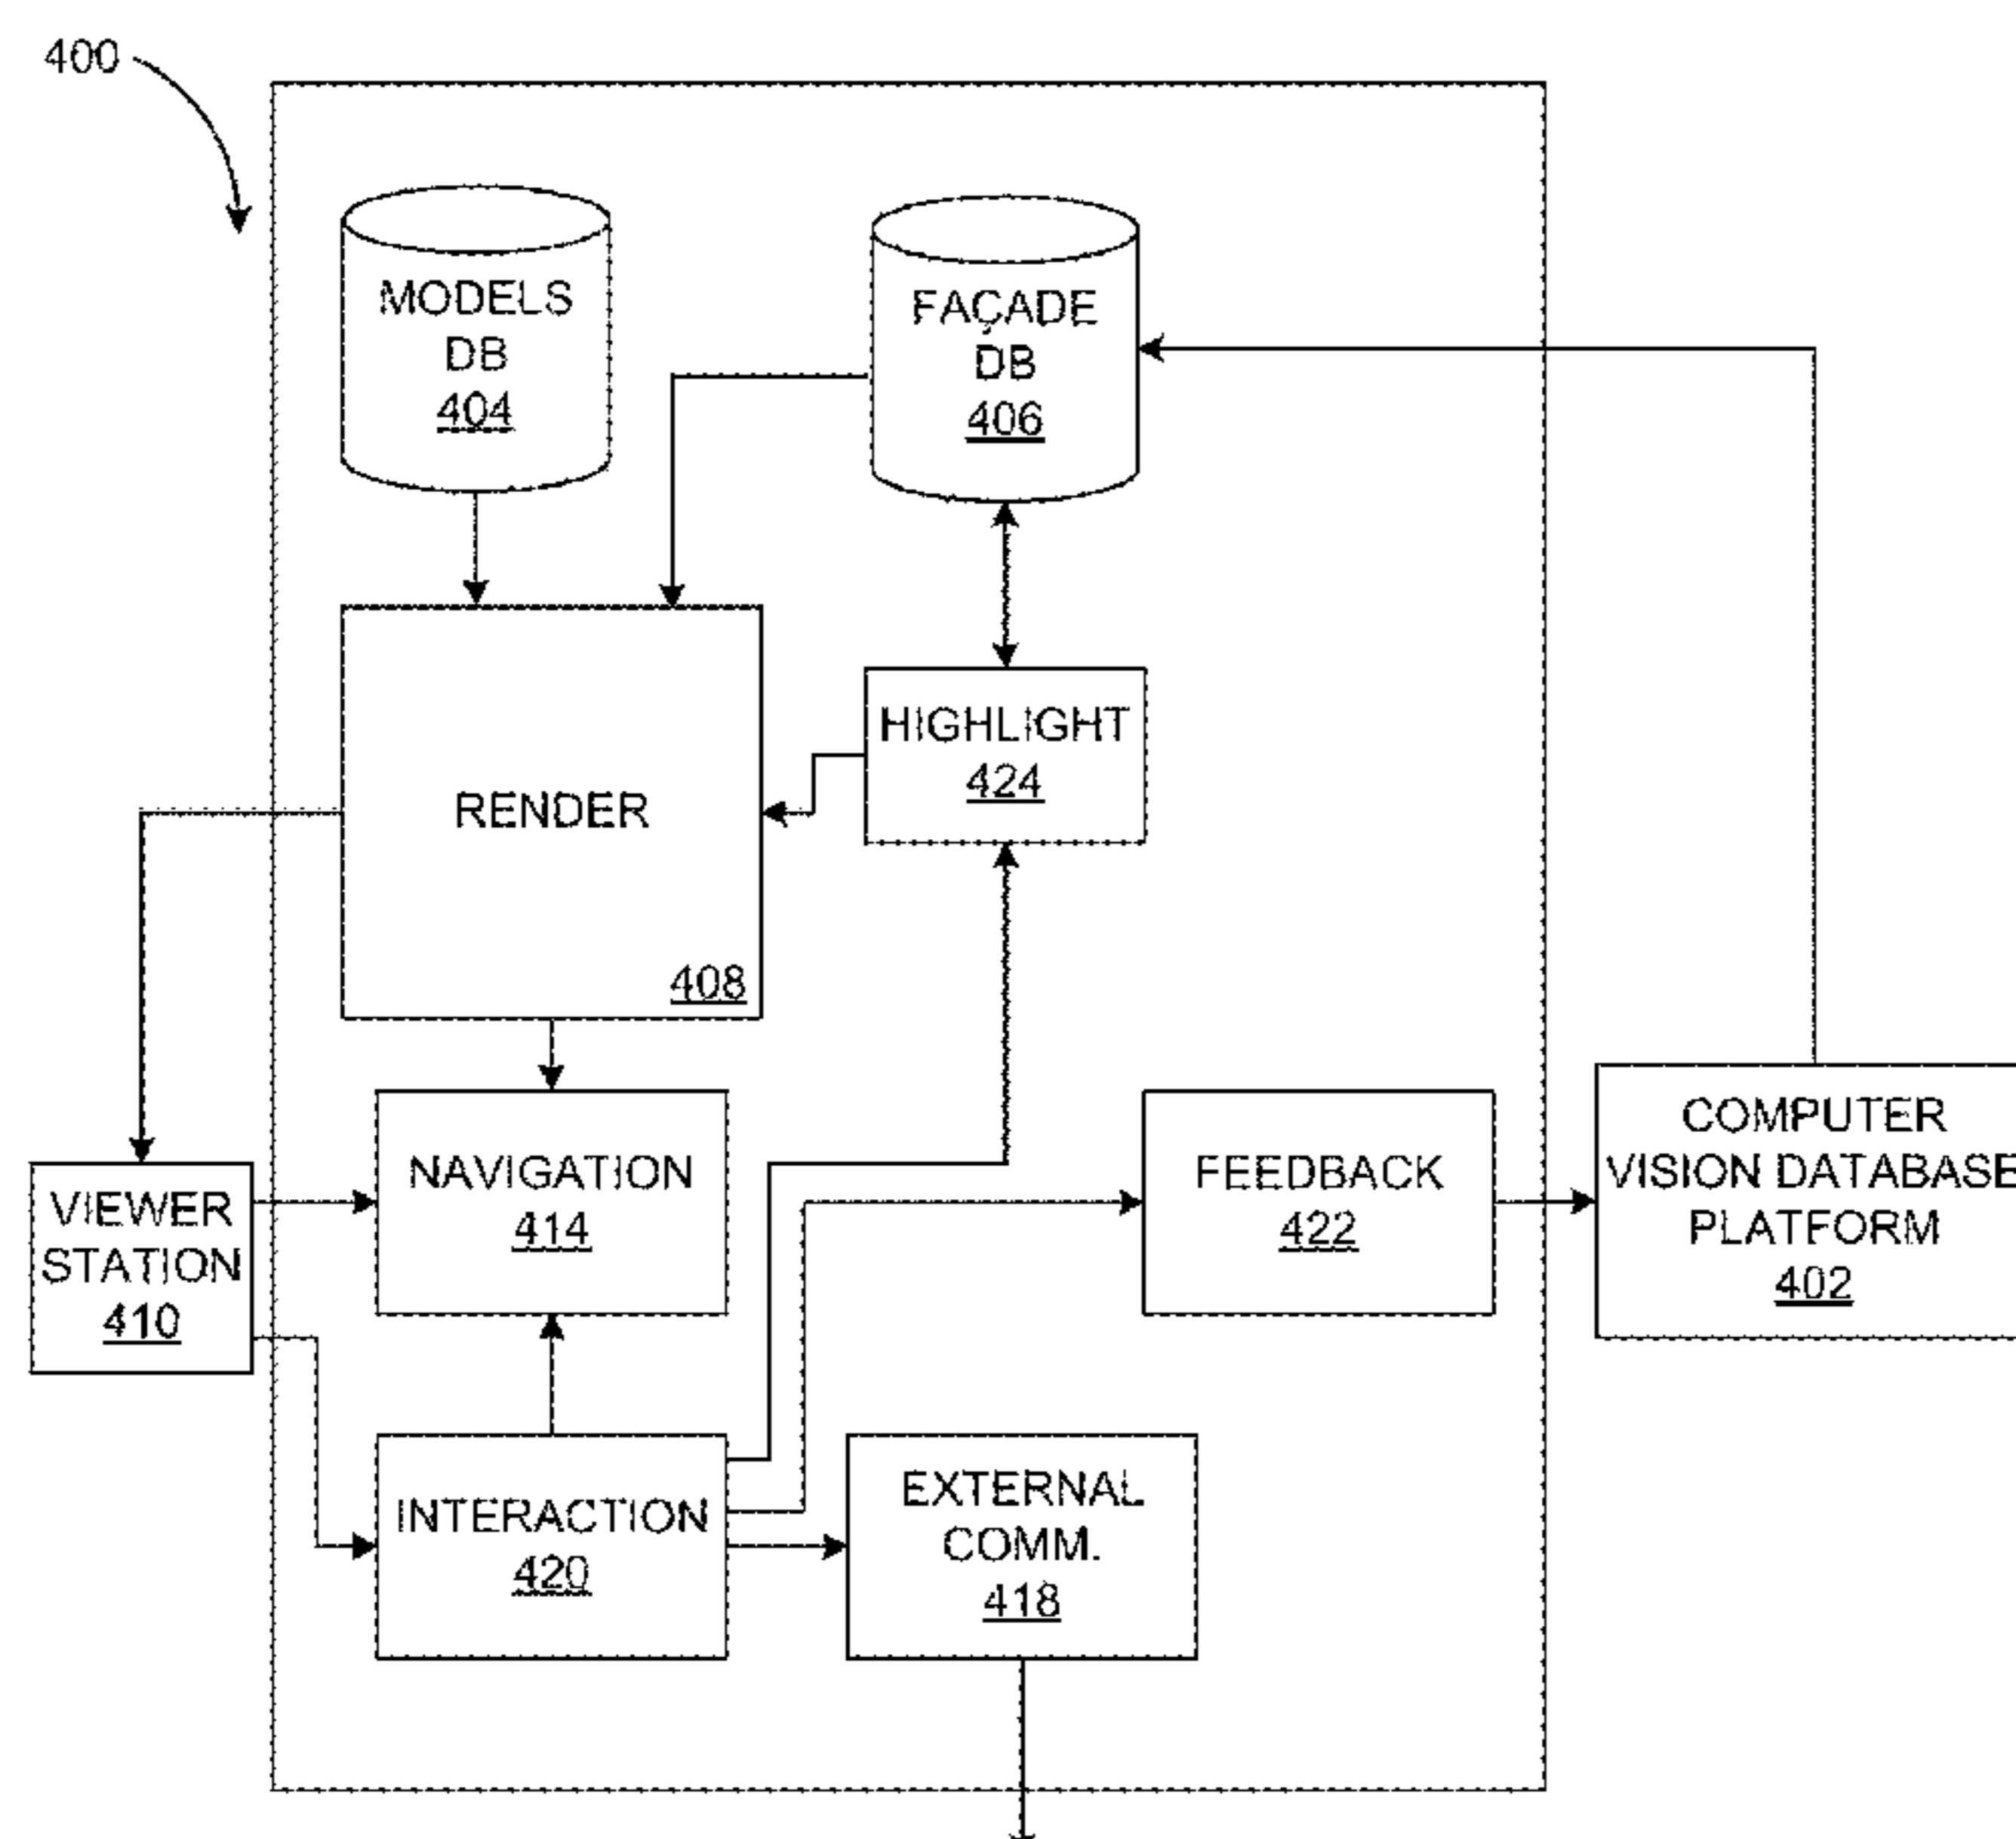 400
MODELS
DB
404
FAÇADE
DB
406
HIGHLIGHT
424
RENDER
408
NAVIGATION
414
VIEWER
STATION
410
FEEDBACK
422
COMPUTER
VISION DATABASE
PLATFORM
402
INTERACTION
420
EXTERNAL
COMM.
418